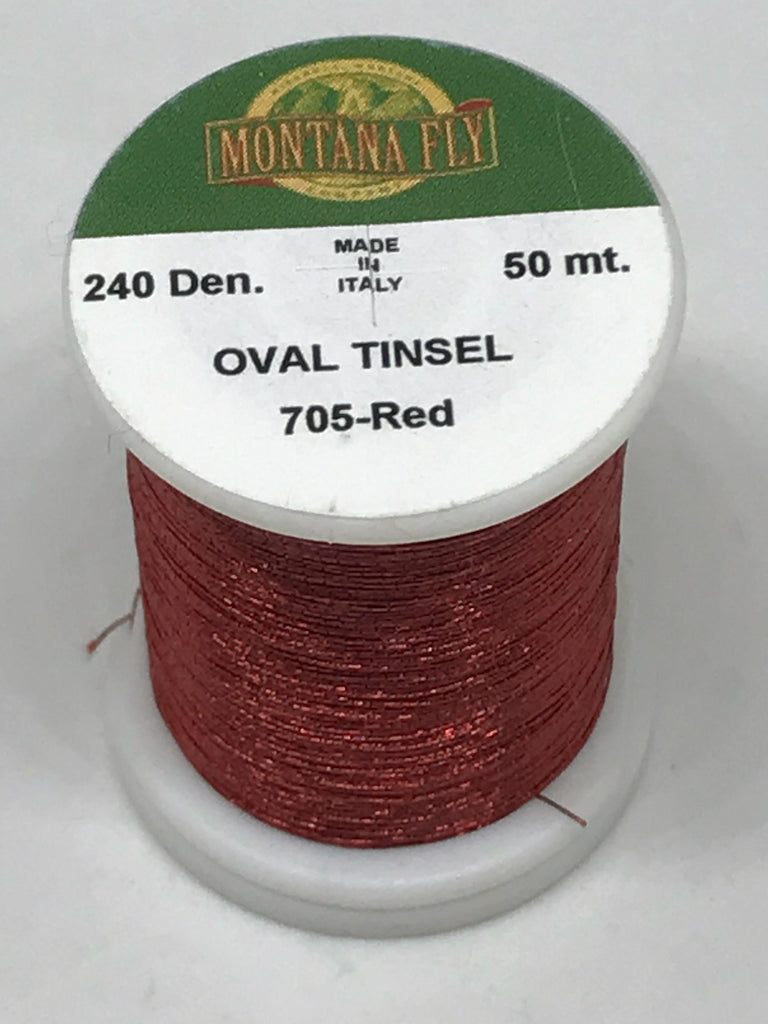 MONTANA FLY
MADE
IN
ITALY
240 Den.
50 mt.
OVAL TINSEL
705-Red